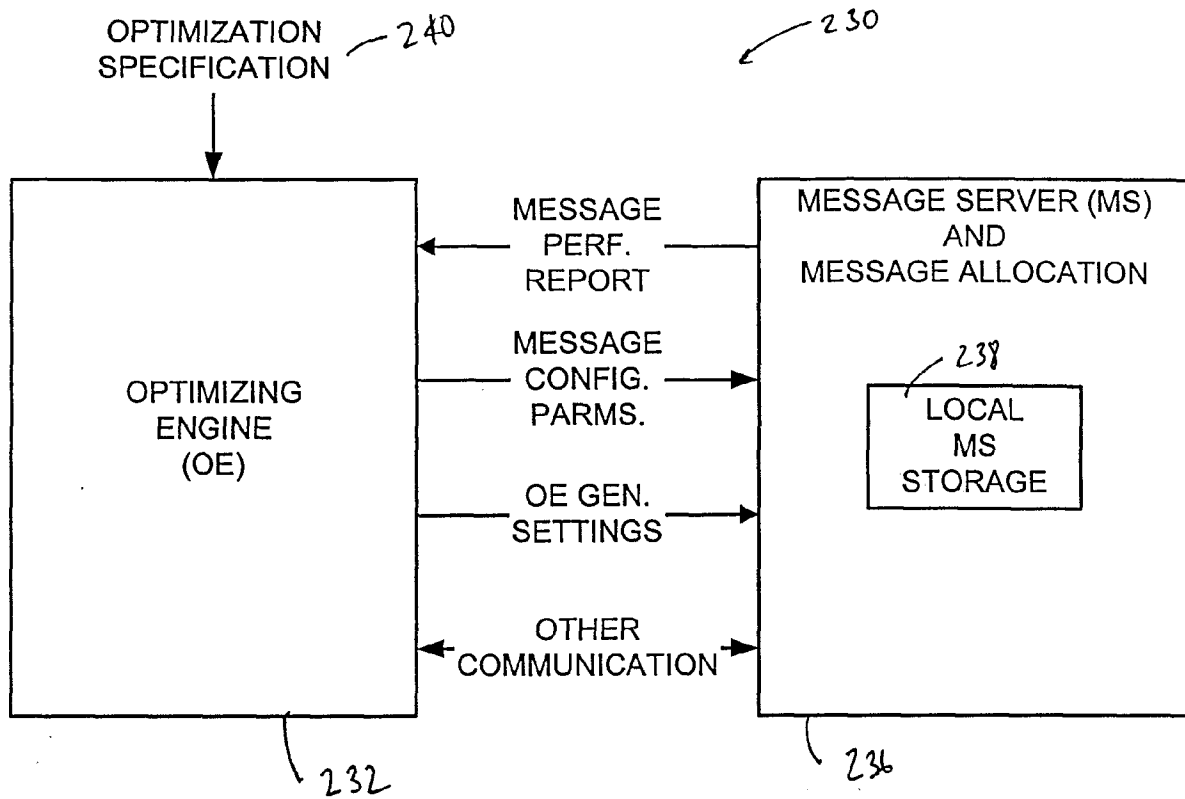 OPTIMIZATION
SPECIFICATION
240
230
MESSAGE
PERF.
REPORT
MESSAGE SERVER (MS)
AND
MESSAGE ALLOCATION
OPTIMIZING
ENGINE
(OE)
MESSAGE
CONFIG.
PARMS.
238
LOCAL
MS
STORAGE
OE GEN.
SETTINGS
OTHER
COMMUNICATION
232
236